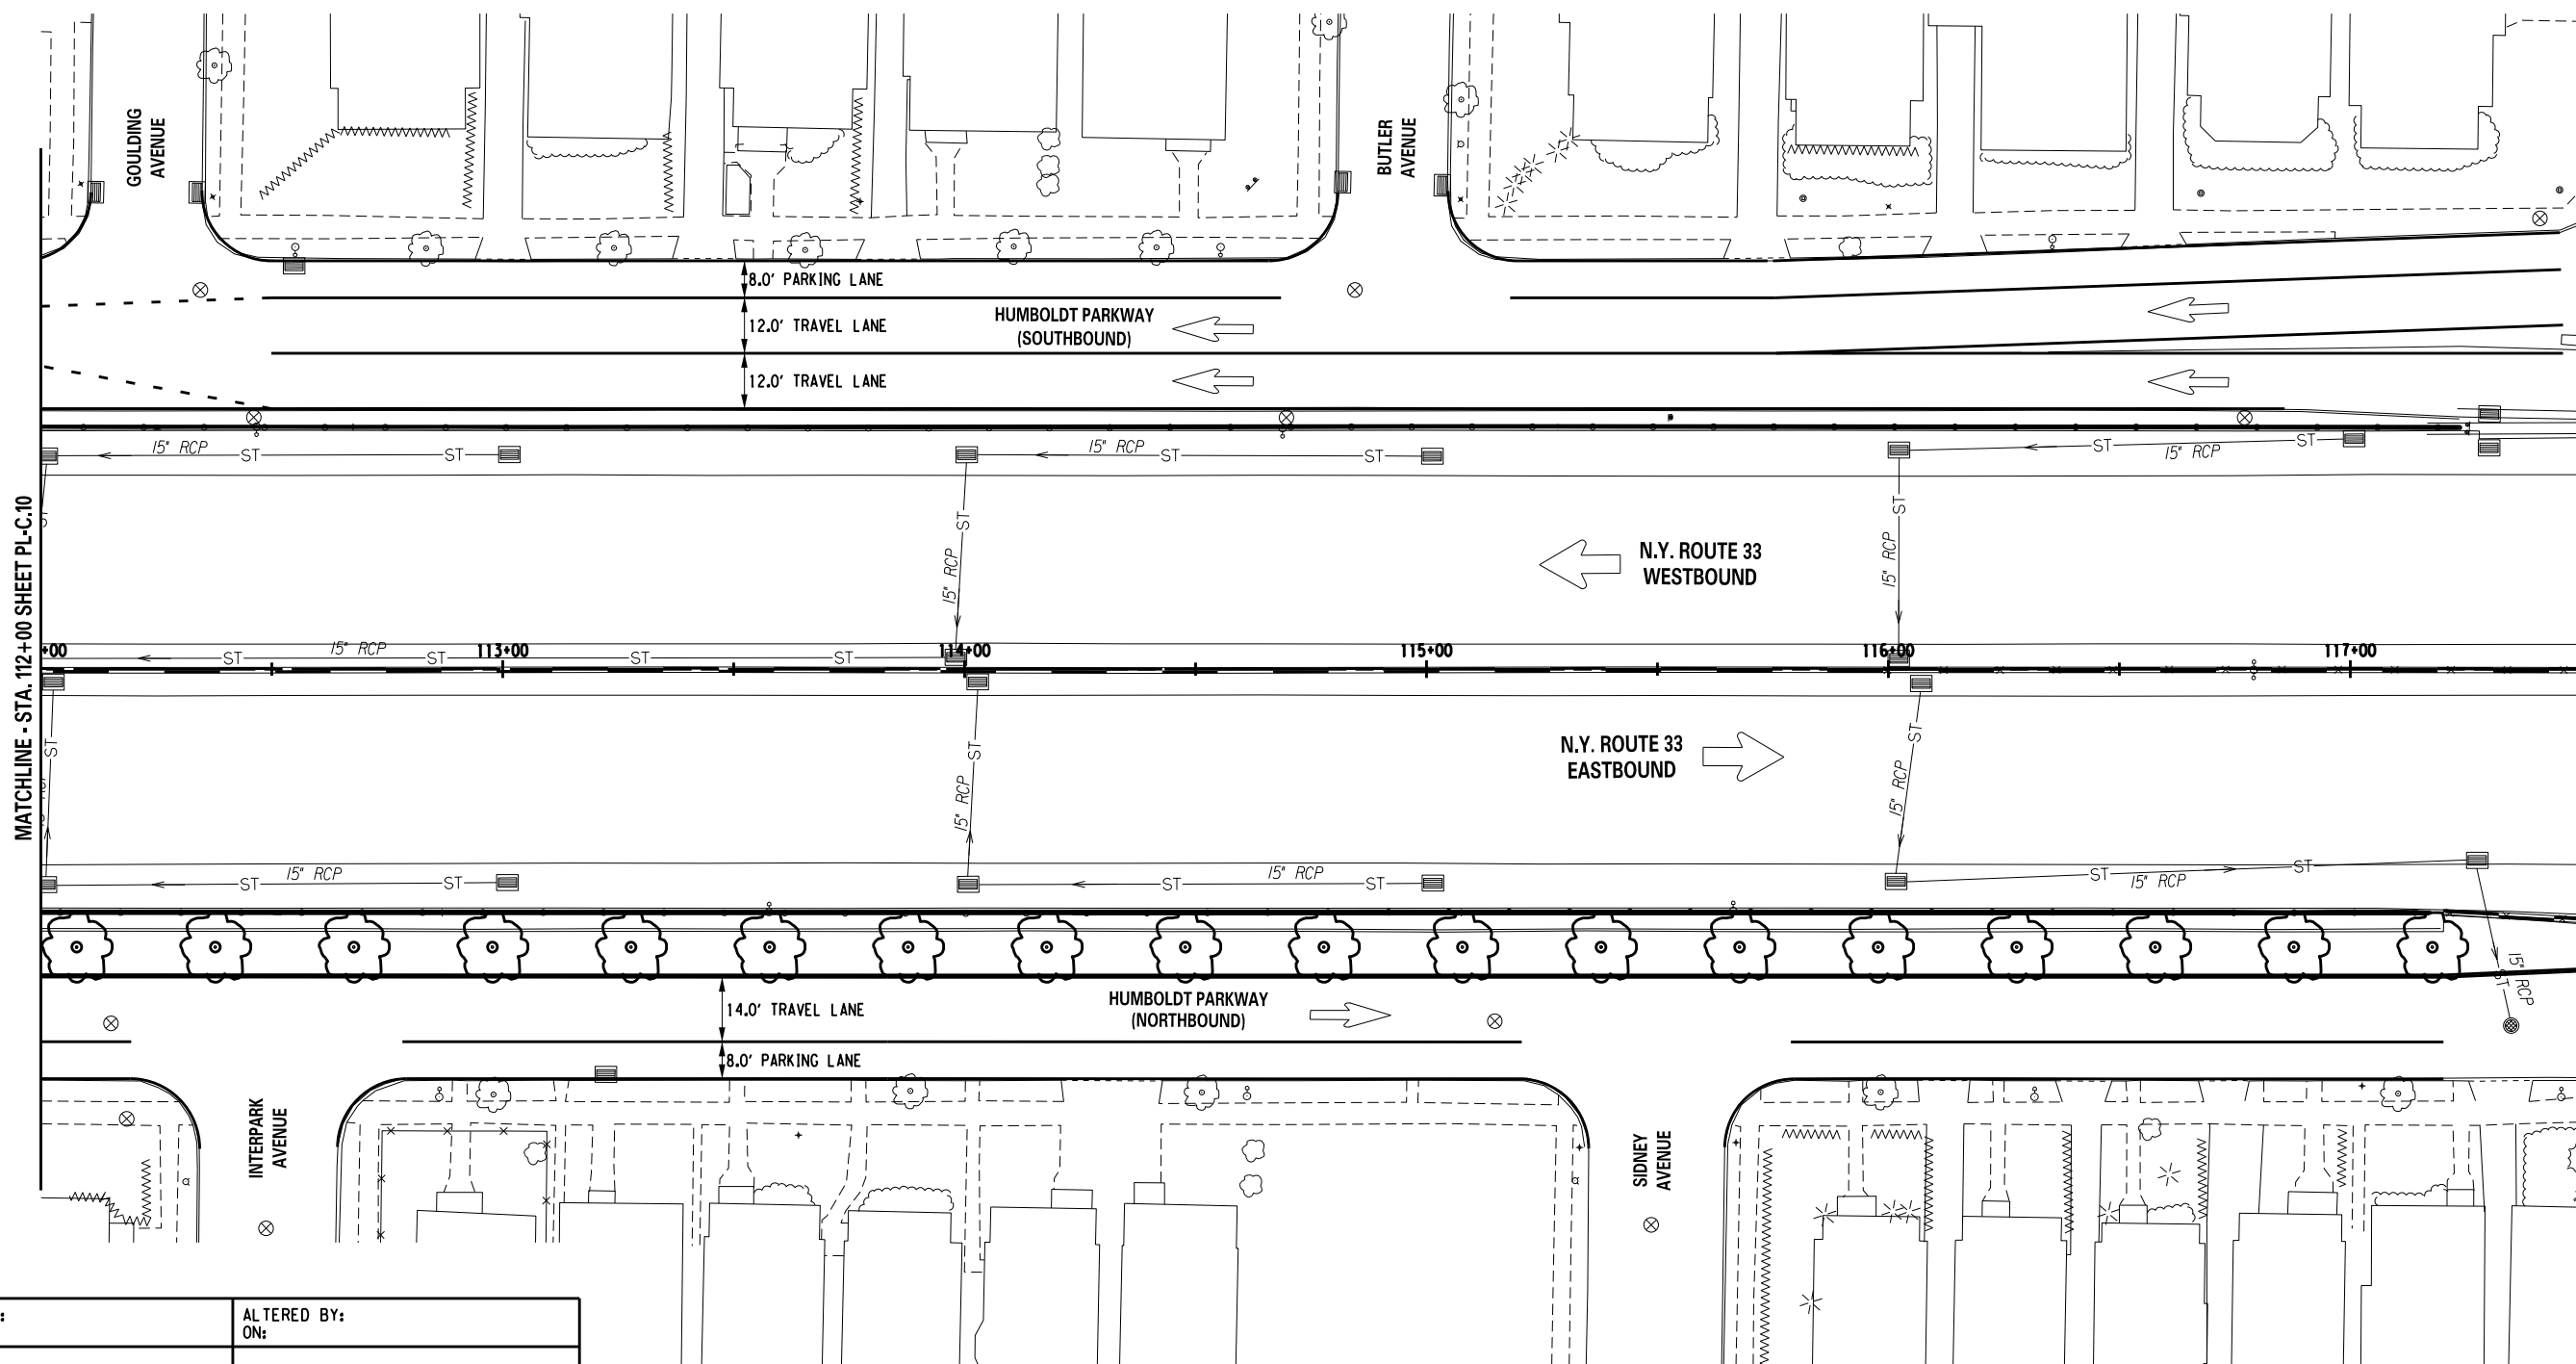 GOULDING
AVENUE
BUTLER
AVENUE
8.0' PARKING LANE
12.0' TRAVEL LANE
HUMBOLDT PARKWAY
(SOUTHBOUND)
12.0' TRAVEL LANE
15" RCP
ST
ST
15" RCP
ST
ST
ST
15" RCP
ST
MATCHLINE - STA. 112+00 SHEET PL-C.10
ST
15" RCP
ST
15" RCP
N.Y. ROUTE 33
WESTBOUND
+00
ST
15" RCP
ST
113+00
ST
ST
114+00
115+00
116+00
117+00
ST
15" RCP
ST
15" RCP
N.Y. ROUTE 33
EASTBOUND
ST
15" RCP
ST
15" RCP
ST
ST
15" RCP
ST
ST
15" RCP
ST
15" RCP
ST
14.0' TRAVEL LANE
HUMBOLDT PARKWAY
(NORTHBOUND)
8.0' PARKING LANE
INTERPARK
AVENUE
SIDNEY
AVENUE
:
ALTERED BY:
ON: